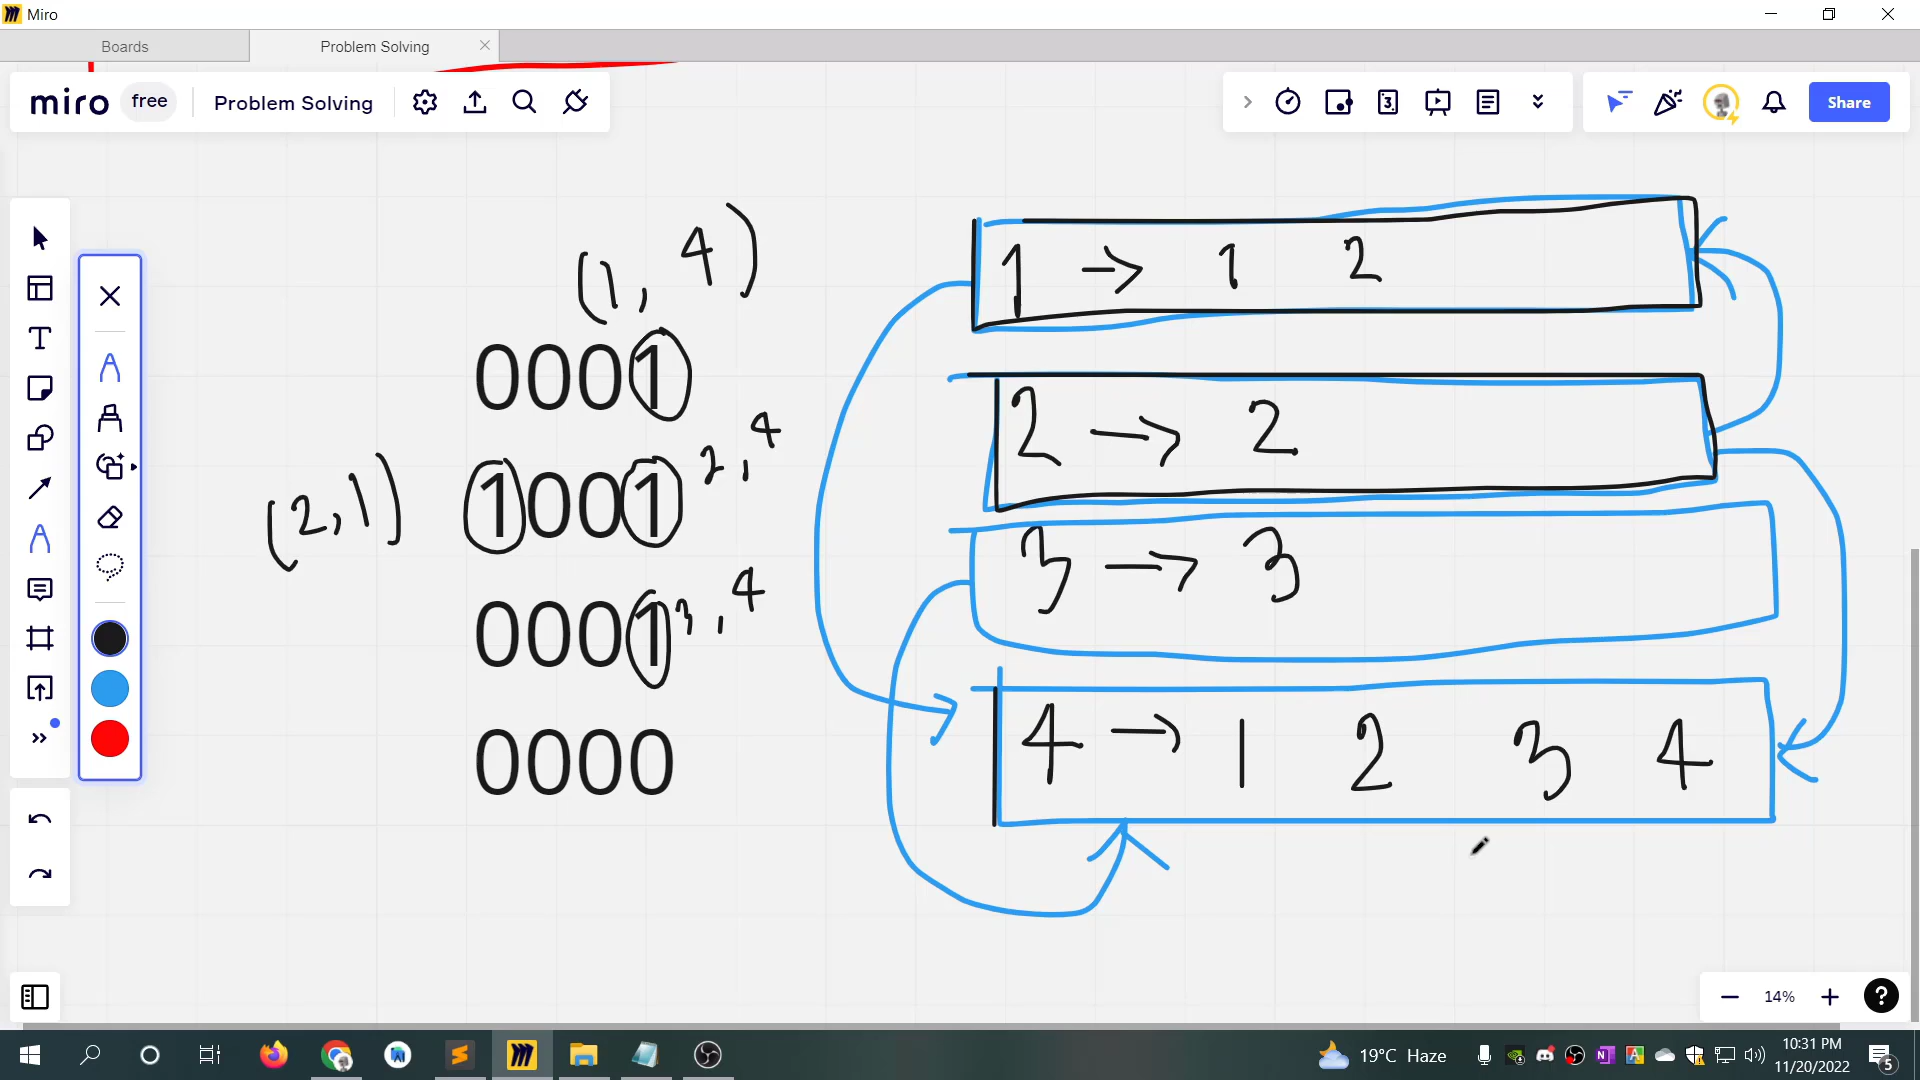 Miro
Boards
Problem Solving
miro
free
Problem Solving
3
Share
(1, 4)
0001
1 → 1 2
(2,1)
1001
2,4
2 → 2
0001
3,4
3 → 3
0000
4 → 1 2 3 4
14%
?
19°C Haze
10:31 PM
11/20/2022
5